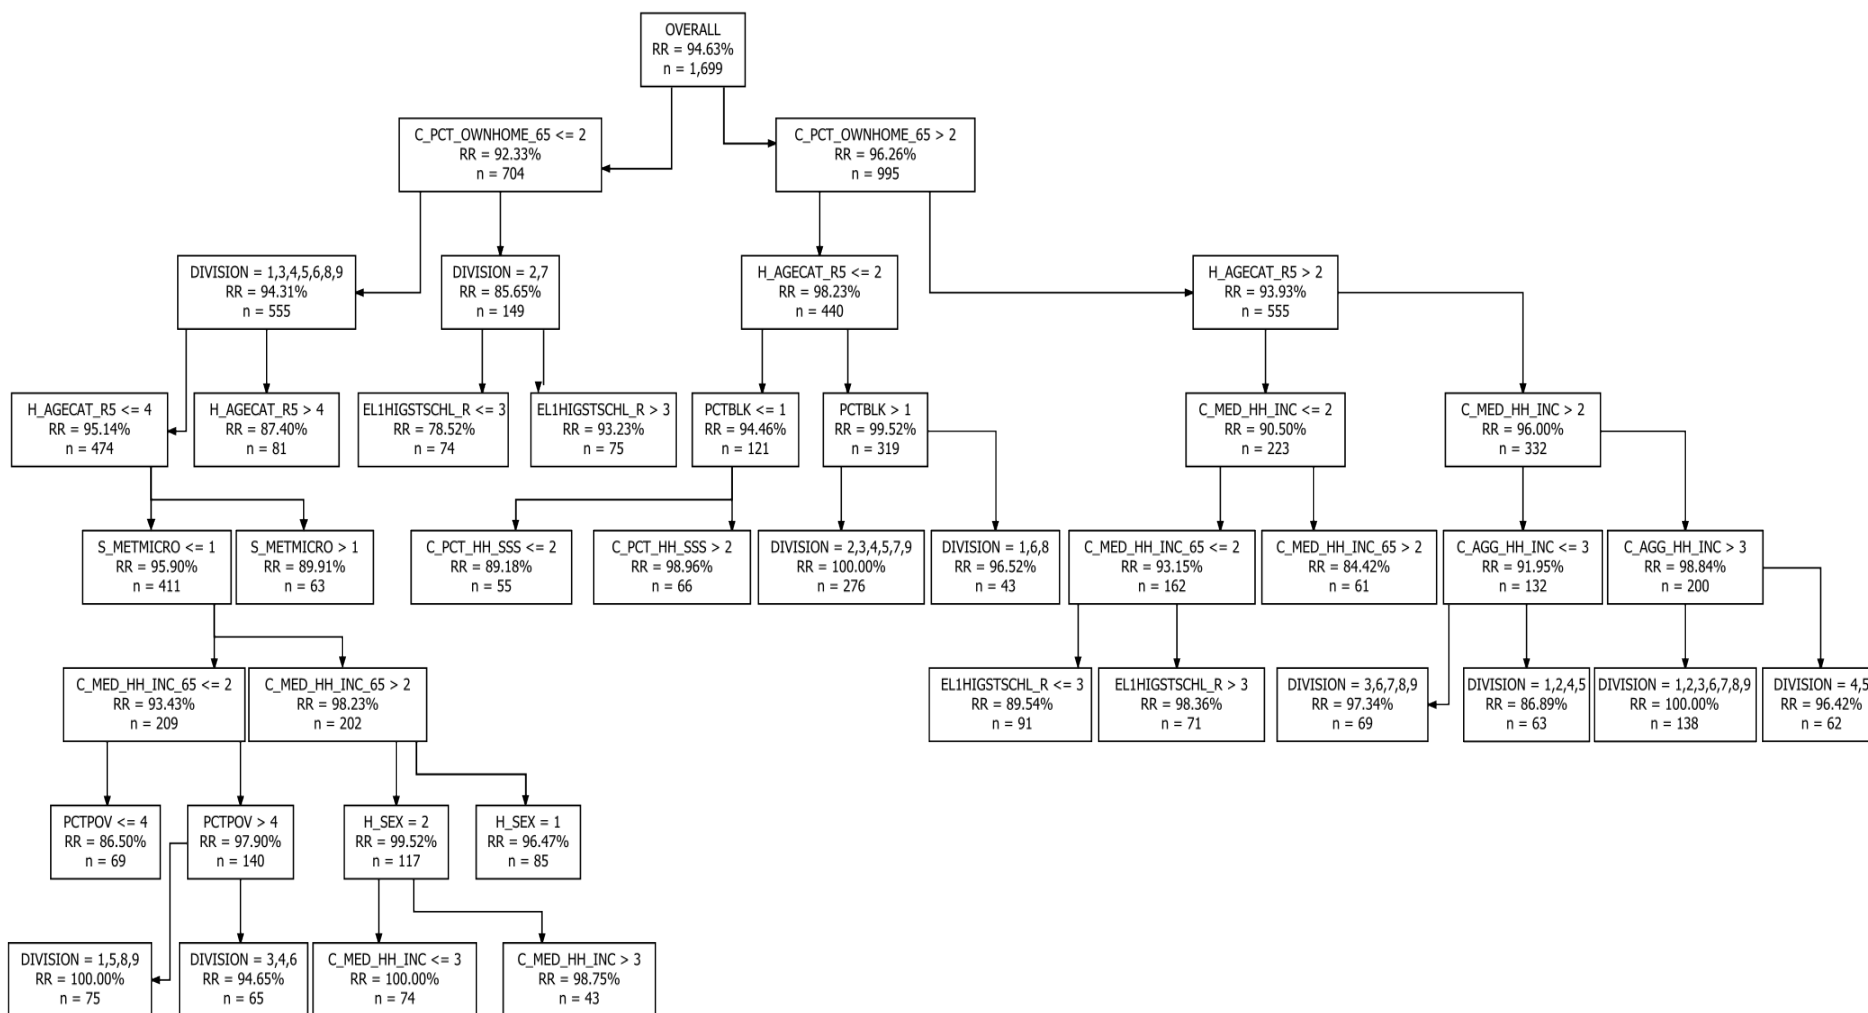 OVERALL
RR = 94.63%
n = 1,699
C_PCT_OWNHOME_65 <= 2
RR = 92.33%
n = 704
C_PCT_OWNHOME_65 > 2
RR = 96.26%
n = 995
DIVISION = 1,3,4,5,6,8,9
RR = 94.31%
n = 555
DIVISION = 2,7
RR = 85.65%
n = 149
H_AGECAT_R5 <= 2
RR = 98.23%
n = 440
H_AGECAT_R5 > 2
RR = 93.93%
n = 555
H_AGECAT_R5 <= 4
RR = 95.14%
n = 474
H_AGECAT_R5 > 4
RR = 87.40%
n = 81
EL1HIGSTSCHL_R <= 3
RR = 78.52%
n = 74
EL1HIGSTSCHL_R > 3
RR = 93.23%
n = 75
PCTBLK <= 1
RR = 94.46%
n = 121
PCTBLK > 1
RR = 99.52%
n = 319
C_MED_HH_INC <= 2
RR = 90.50%
n = 223
C_MED_HH_INC > 2
RR = 96.00%
n = 332
S_METMICRO <= 1
RR = 95.90%
n = 411
S_METMICRO > 1
RR = 89.91%
n = 63
C_PCT_HH_SSS <= 2
RR = 89.18%
n = 55
C_PCT_HH_SSS > 2
RR = 98.96%
n = 66
DIVISION = 2,3,4,5,7,9
RR = 100.00%
n = 276
DIVISION = 1,6,8
RR = 96.52%
n = 43
C_MED_HH_INC_65 <= 2
RR = 93.15%
n = 162
C_MED_HH_INC_65 > 2
RR = 84.42%
n = 61
C_AGG_HH_INC <= 3
RR = 91.95%
n = 132
C_AGG_HH_INC > 3
RR = 98.84%
n = 200
C_MED_HH_INC_65 <= 2
RR = 93.43%
n = 209
C_MED_HH_INC_65 > 2
RR = 98.23%
n = 202
EL1HIGSTSCHL_R <= 3
RR = 89.54%
n = 91
EL1HIGSTSCHL_R > 3
RR = 98.36%
n = 71
DIVISION = 3,6,7,8,9
RR = 97.34%
n = 69
DIVISION = 1,2,4,5
RR = 86.89%
n = 63
DIVISION = 1,2,3,6,7,8,9
RR = 100.00%
n = 138
DIVISION = 4,5
RR = 96.42%
n = 62
PCTPOV <= 4
RR = 86.50%
n = 69
PCTPOV > 4
RR = 97.90%
n = 140
H_SEX = 2
RR = 99.52%
n = 117
H_SEX = 1
RR = 96.47%
n = 85
DIVISION = 1,5,8,9
RR = 100.00%
n = 75
DIVISION = 3,4,6
RR = 94.65%
n = 65
C_MED_HH_INC <= 3
RR = 100.00%
n = 74
C_MED_HH_INC > 3
RR = 98.75%
n = 43